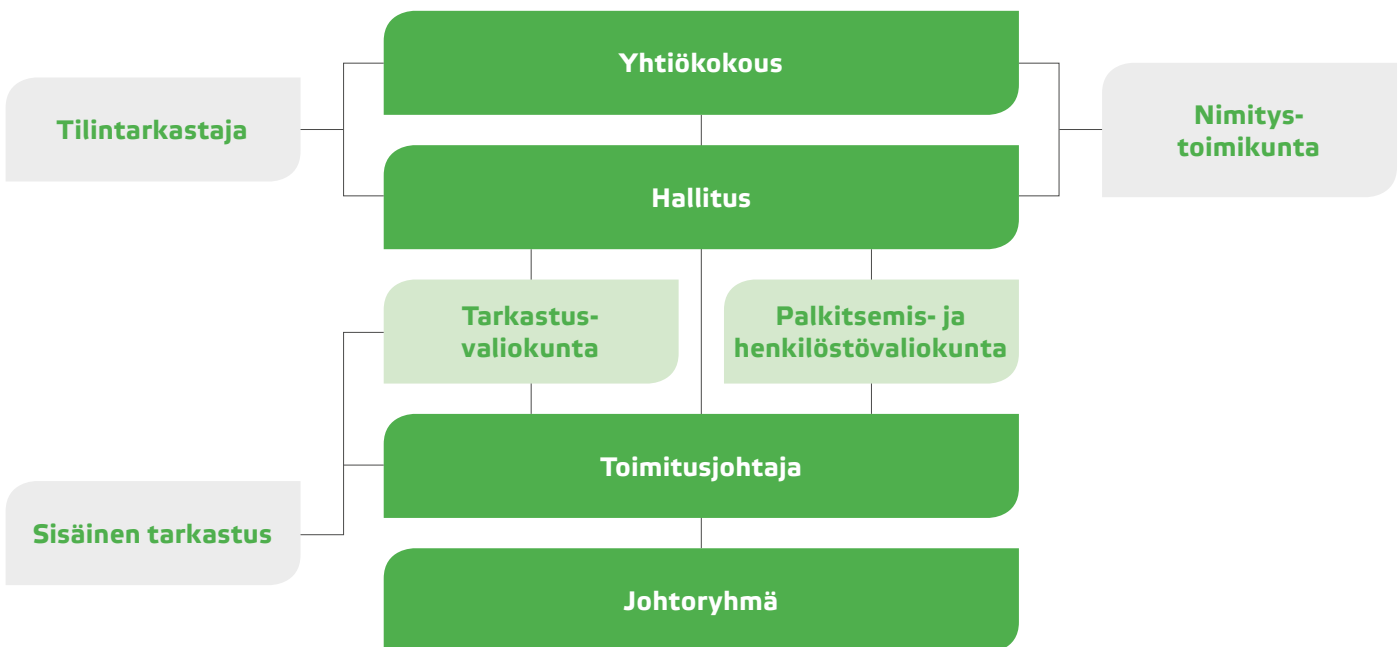 Yhtiökokous
Tilintarkastaja
Nimitys-
toimikunta
Hallitus
Tarkastus-
valiokunta
Palkitsemis- ja
henkilöstövaliokunta
Toimitusjohtaja
Sisäinen tarkastus
Johtoryhmä